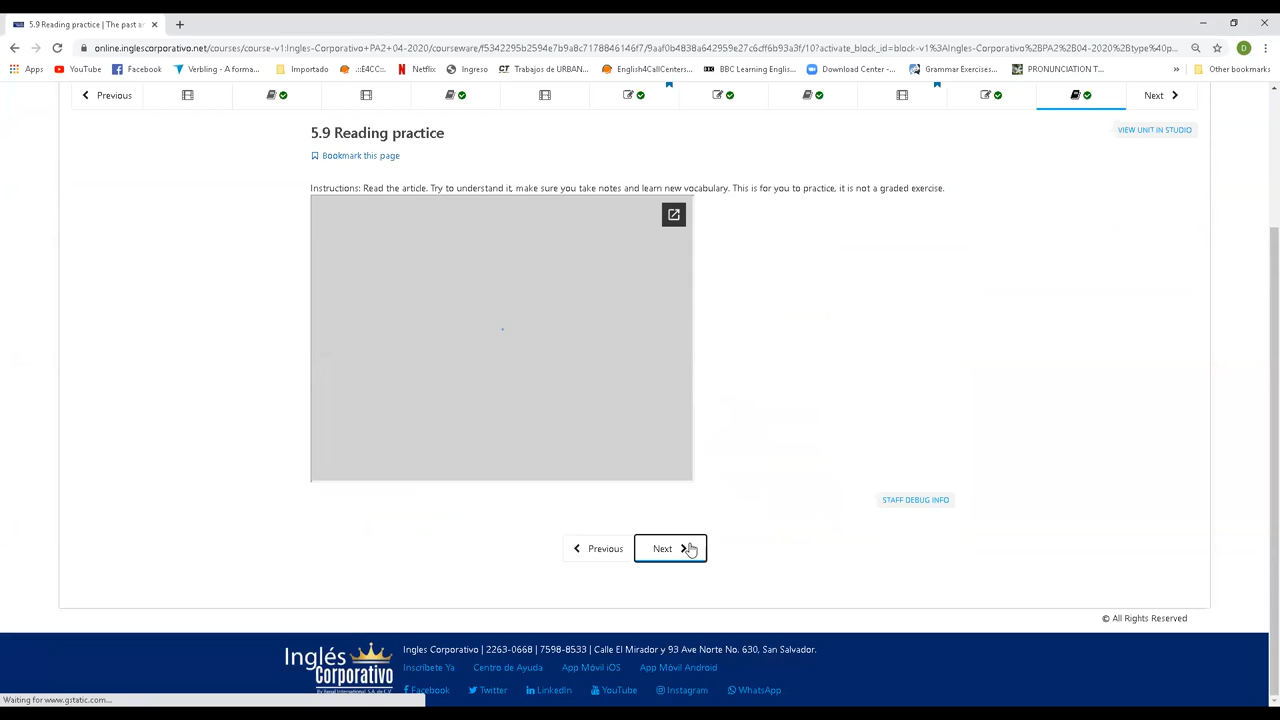 5.9 Reading practice | The past a
online.inglescorporativo.net/courses/course-v1:Ingles-Corporativo+PA2+04-2020/courseware/f5342295b2594e7b9a8c7178846146f7/9aaf0b4838a642959e27c6cff6b93a3f/10?activate_block_id=block-v1%3AIngles-Corporativo%2BPA2%2B04-2020%2Btype%40p...
Apps YouTube Facebook Verbling - A forma... Importado .::E4CC::. Netflix Ingreso Trabajos de URBAN... English4CallCenters... BBC Learning Englis... Download Center -... Grammar Exercises... PRONUNCIATION T... » Other bookmarks
Previous Next
5.9 Reading practice
VIEW UNIT IN STUDIO
Bookmark this page
Instructions: Read the article. Try to understand it, make sure you take notes and learn new vocabulary. This is for you to practice, it is not a graded exercise.
STAFF DEBUG INFO
Previous Next
© All Rights Reserved
Inglés Corporativo
Ingles Corporativo | 2263-0668 | 7598-8533 | Calle El Mirador y 93 Ave Norte No. 630, San Salvador.
Inscríbete Ya Centro de Ayuda App Móvil iOS App Móvil Android
Facebook Twitter LinkedIn YouTube Instagram WhatsApp
Waiting for www.gstatic.com...